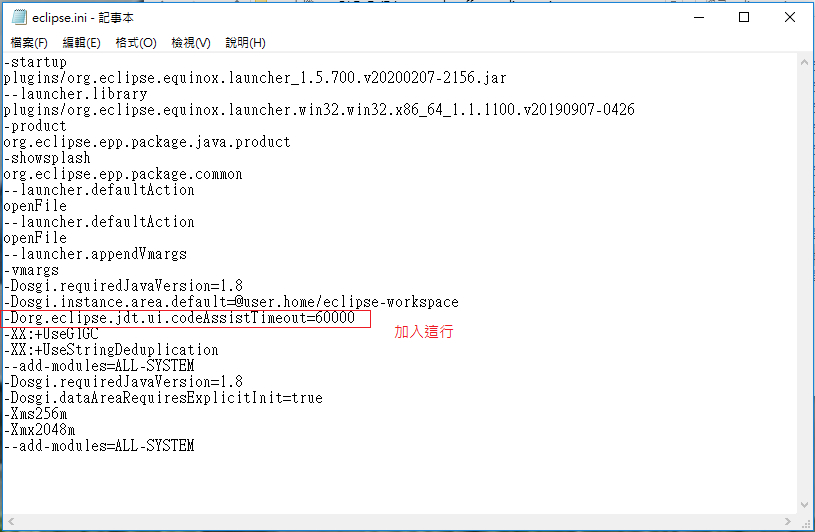 eclipse.ini - 記事本
檔案(F) 編輯(E) 格式(O) 檢視(V) 說明(H)
-startup
plugins/org.eclipse.equinox.launcher_1.5.700.v20200207-2156.jar
--launcher.library
plugins/org.eclipse.equinox.launcher.win32.win32.x86_64_1.1.1100.v20190907-0426
-product
org.eclipse.epp.package.java.product
-showsplash
org.eclipse.epp.package.common
--launcher.defaultAction
openFile
--launcher.defaultAction
openFile
--launcher.appendVmargs
-vmargs
-Dosgi.requiredJavaVersion=1.8
-Dosgi.instance.area.default=@user.home/eclipse-workspace
-Dorg.eclipse.jdt.ui.codeAssistTimeout=60000
加入這行
-XX:+UseG1GC
-XX:+UseStringDeduplication
--add-modules=ALL-SYSTEM
-Dosgi.requiredJavaVersion=1.8
-Dosgi.dataAreaRequiresExplicitInit=true
-Xms256m
-Xmx2048m
--add-modules=ALL-SYSTEM